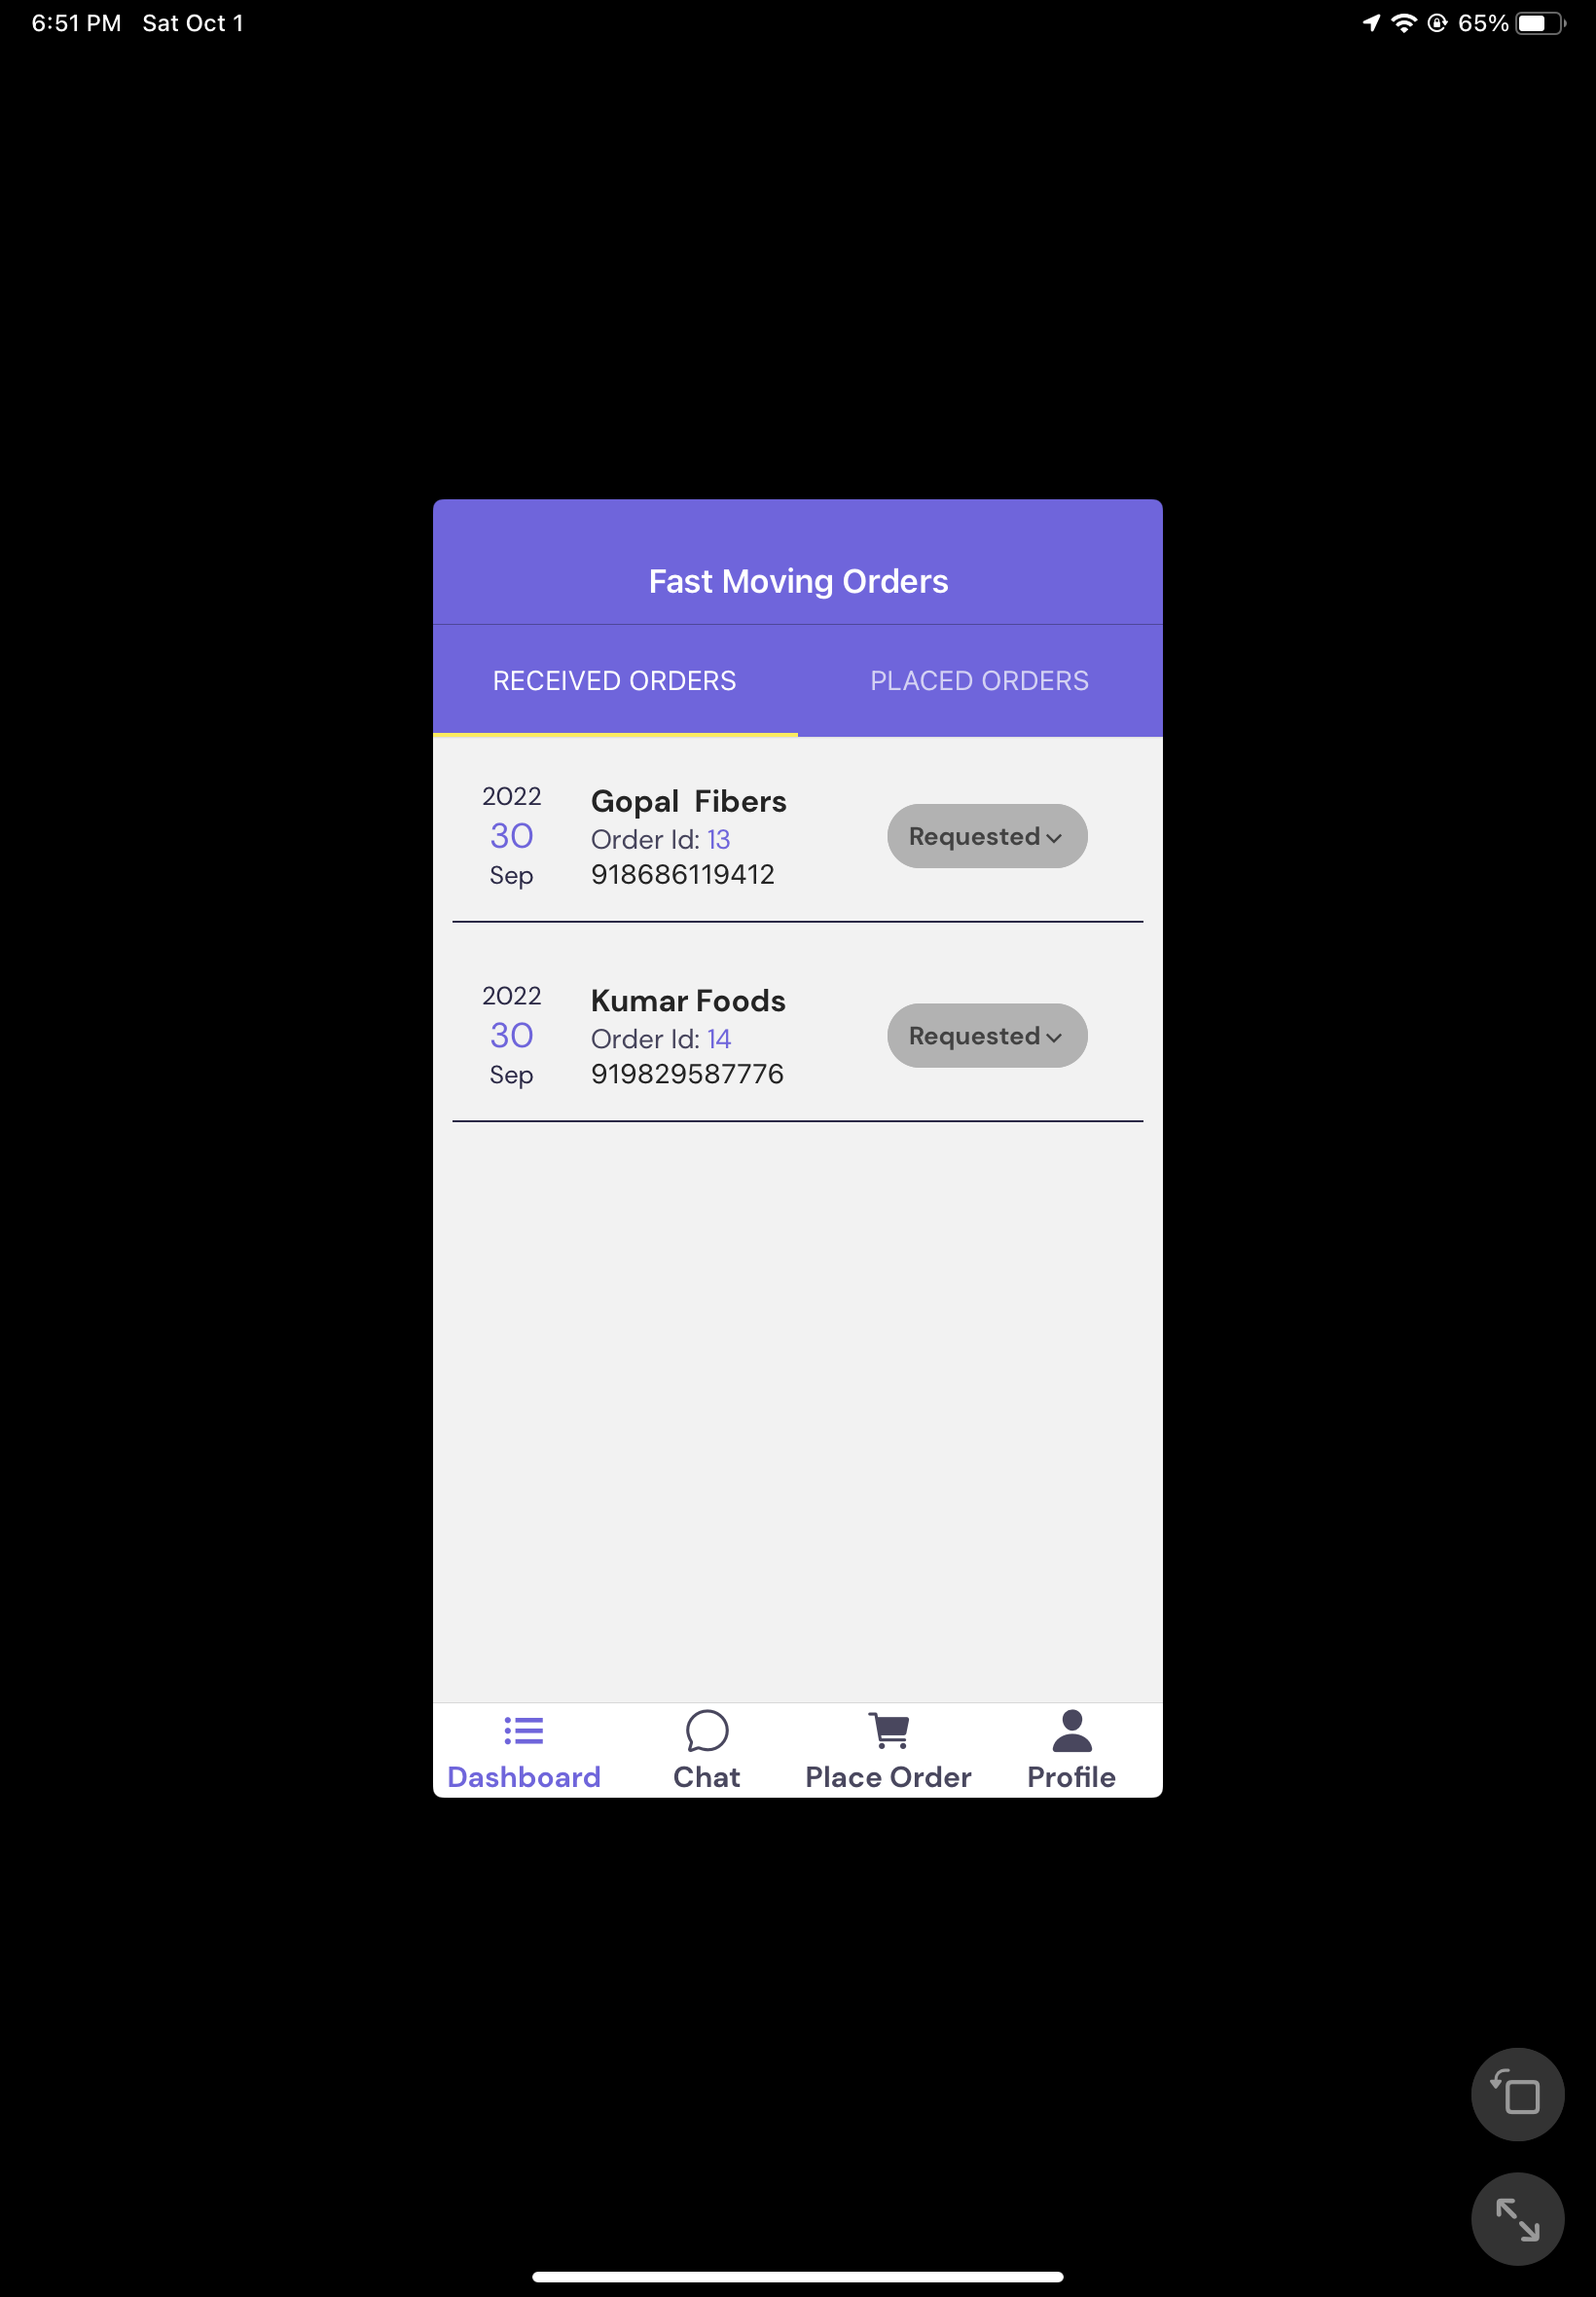 6:51 PM Sat Oct 1 65%
Fast Moving Orders
RECEIVED ORDERS PLACED ORDERS
2022
30
Sep
Gopal  Fibers
Order Id: 13
918686119412
Requested
2022
30
Sep
Kumar Foods
Order Id: 14
919829587776
Requested
Dashboard Chat Place Order Profile